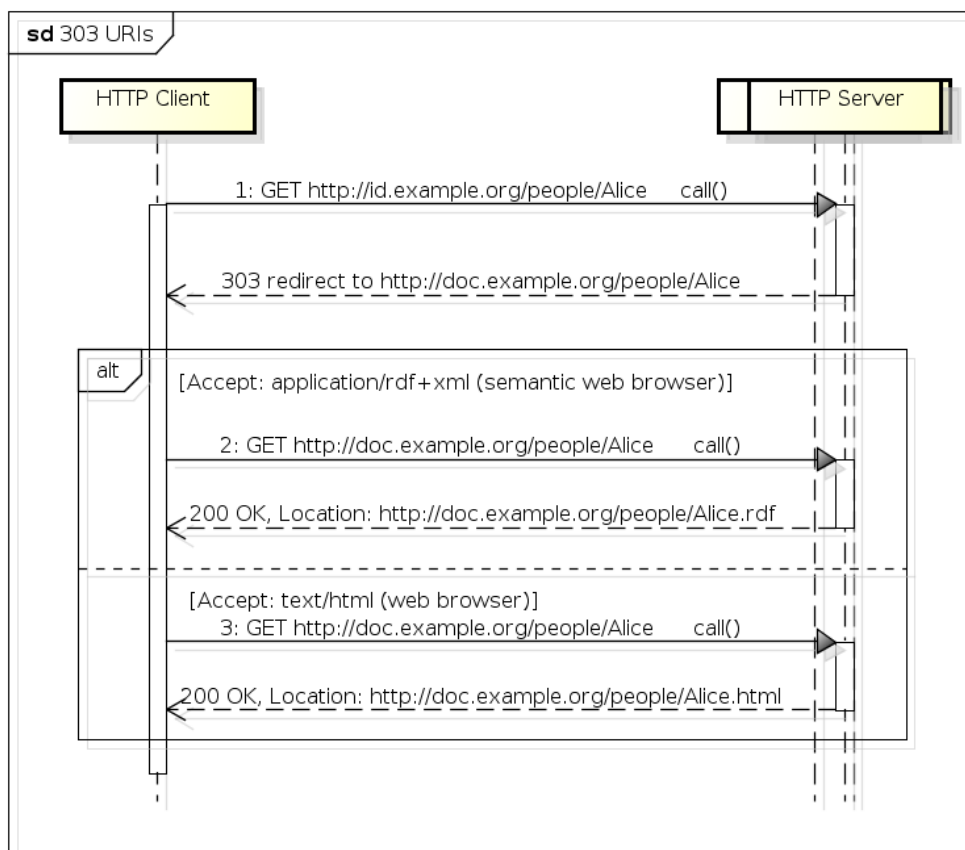 sd 303 URIs
HTTP Client
HTTP Server
1: GET http://id.example.org/people/Alice call()
303 redirect to http://doc.example.org/people/Alice
alt
[Accept: application/rdf+xml (semantic web browser)]
2: GET http://doc.example.org/people/Alice call()
200 OK, Location: http://doc.example.org/people/Alice.rdf
[Accept: text/html (web browser)]
3: GET http://doc.example.org/people/Alice call()
200 OK, Location: http://doc.example.org/people/Alice.html